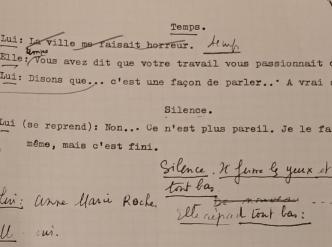 Temps.
Lui: La ville me faisait horreur. temps
temps
Elle: Vous avez dit que votre travail vous passionnait
Lui: Disons que... c'est une façon de parler... A vrai
Silence.
Lui (se reprend): Non... Ce n'est plus pareil. Je le fa
même, mais c'est fini.
Silence. Il ferme les yeux et
tout bas.
Lui: Anne Marie Roche.
Elle répond tout bas:
oui.